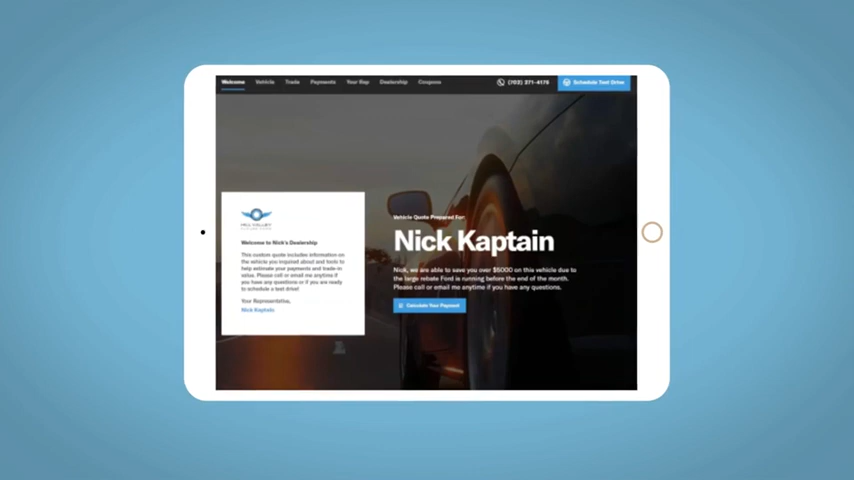 Welcome Vehicle Trade Payments Your Rep Dealership Coupons
Schedule Test Drive
Welcome to Nick's Dealership
This custom quote includes information on
the vehicle you inquired about and tools to
help estimate your payments and trade-in
value. Please call or email me anytime if
you have any questions or if you are ready
to schedule a test drive!
Your Representative,
Nick Kaptain
Vehicle Quote Prepared For:
Nick Kaptain
Nick, we are able to save you over $6000 on this vehicle due to
the large rebate Ford is running before the end of the month.
Please call or email me anytime if you have any questions.
Calculate Your Payment